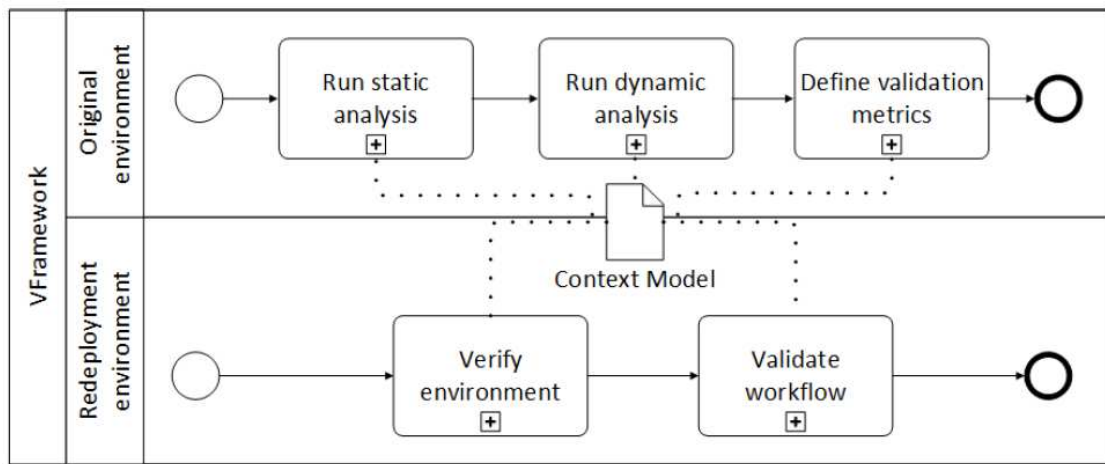 VFramework
Original
environment
Run static
analysis
Run dynamic
analysis
Define validation
metrics
Context Model
Redeployment
environment
Verify
environment
Validate
workflow